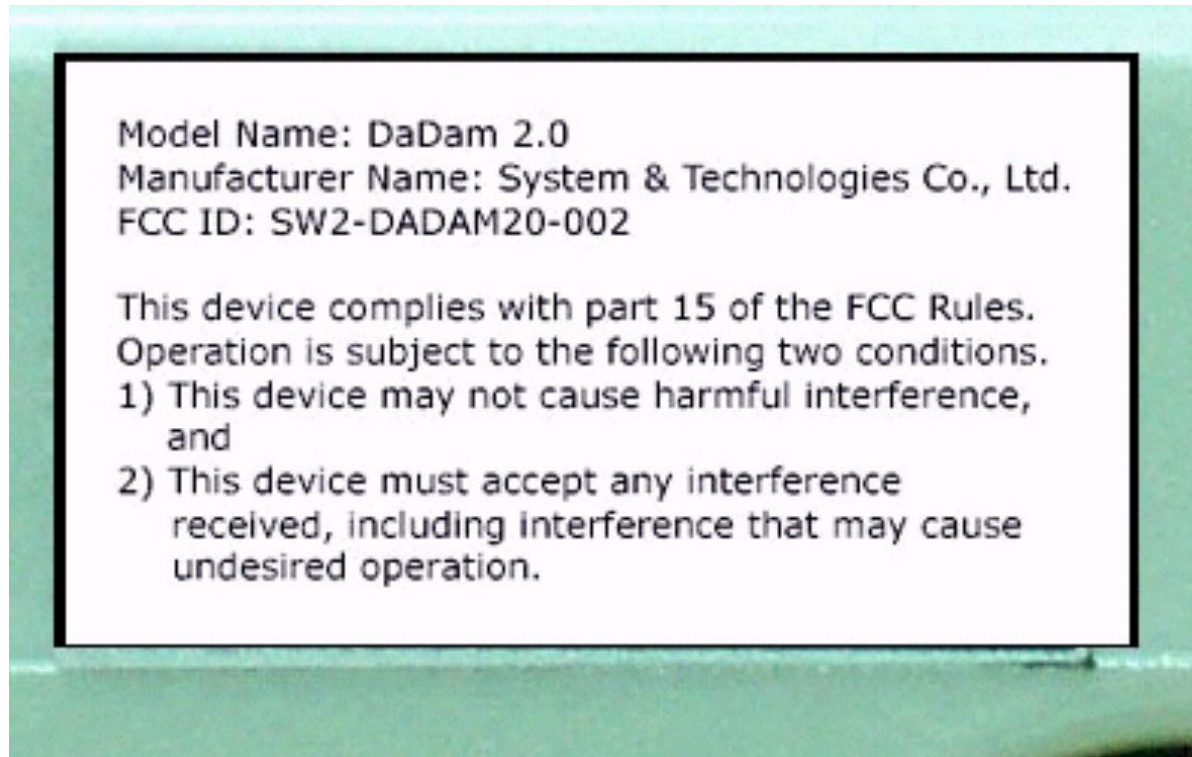 Model Name: DaDam 2.0
Manufacturer Name: System & Technologies Co., Ltd.
FCC ID: SW2-DADAM20-002
This device complies with part 15 of the FCC Rules.
Operation is subject to the following two conditions.
1) This device may not cause harmful interference,
and
2) This device must accept any interference
received, including interference that may cause
undesired operation.